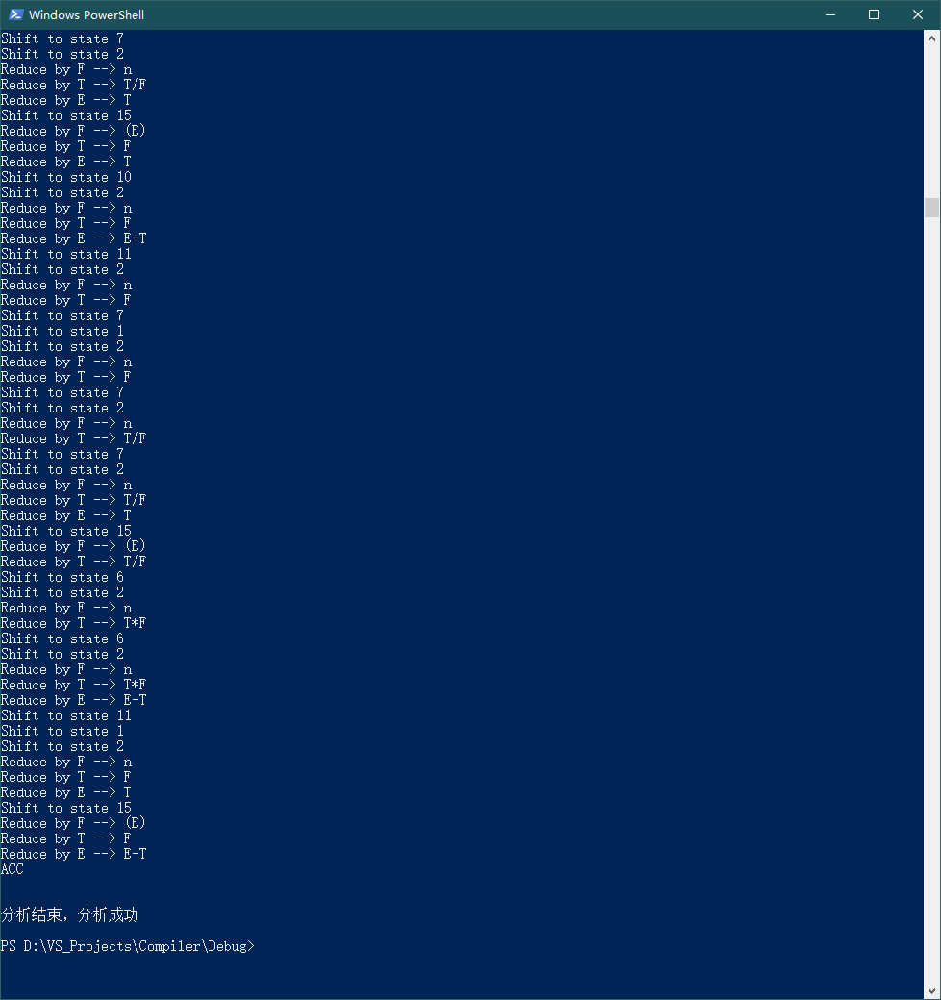 Windows PowerShell
Shift to state 7
Shift to state 2
Reduce by F --> n
Reduce by T --> T/F
Reduce by E --> T
Shift to state 15
Reduce by F --> (E)
Reduce by T --> F
Reduce by E --> T
Shift to state 10
Shift to state 2
Reduce by F --> n
Reduce by T --> F
Reduce by E --> E+T
Shift to state 11
Shift to state 2
Reduce by F --> n
Reduce by T --> F
Shift to state 7
Shift to state 1
Shift to state 2
Reduce by F --> n
Reduce by T --> F
Shift to state 7
Shift to state 2
Reduce by F --> n
Reduce by T --> T/F
Shift to state 7
Shift to state 2
Reduce by F --> n
Reduce by T --> T/F
Reduce by E --> T
Shift to state 15
Reduce by F --> (E)
Reduce by T --> T/F
Shift to state 6
Shift to state 2
Reduce by F --> n
Reduce by T --> T*F
Shift to state 6
Shift to state 2
Reduce by F --> n
Reduce by T --> T*F
Reduce by E --> E-T
Shift to state 11
Shift to state 1
Shift to state 2
Reduce by F --> n
Reduce by T --> F
Reduce by E --> T
Shift to state 15
Reduce by F --> (E)
Reduce by T --> F
Reduce by E --> E-T
ACC
分析结束，分析成功
PS D:\VS_Projects\Compiler\Debug>